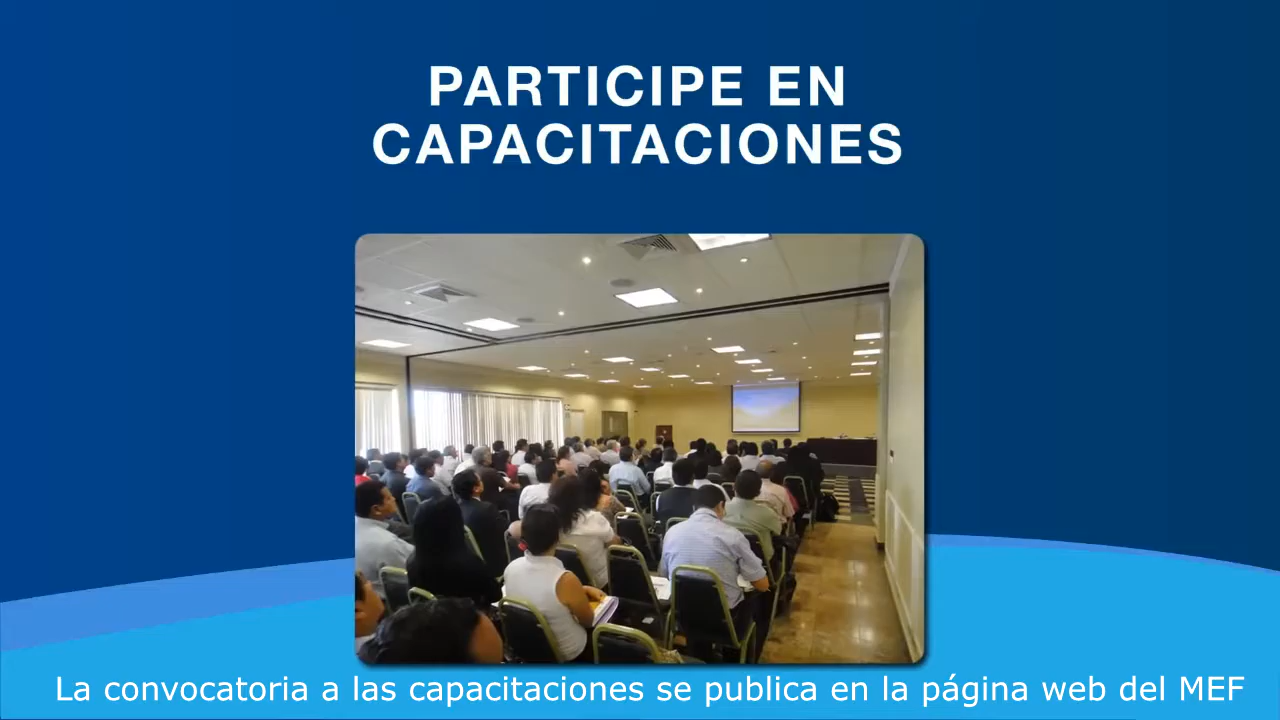 PARTICIPE EN
CAPACITACIONES
La convocatoria a las capacitaciones se publica en la página web del MEF